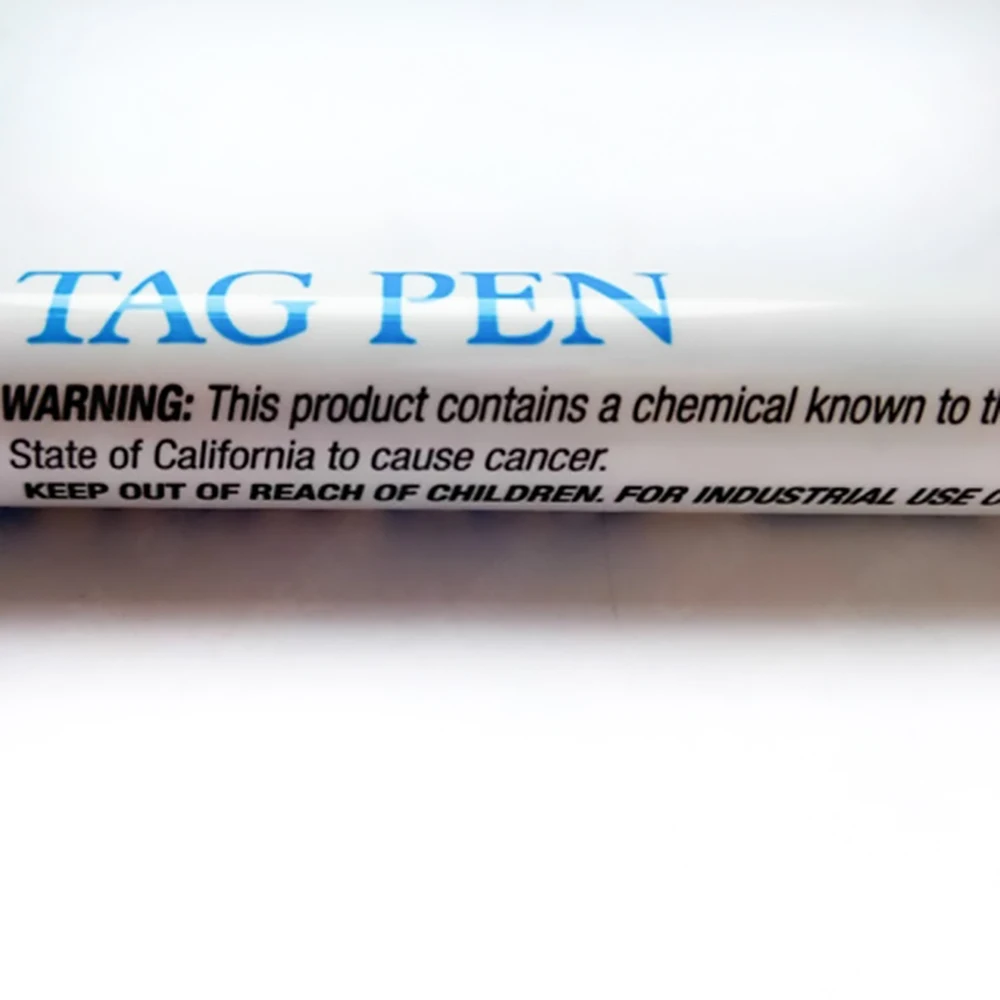 TAG PEN
WARNING: This product contains a chemical known to
State of California to cause cancer.
KEEP OUT OF REACH OF CHILDREN. FOR INDUSTRIAL USE